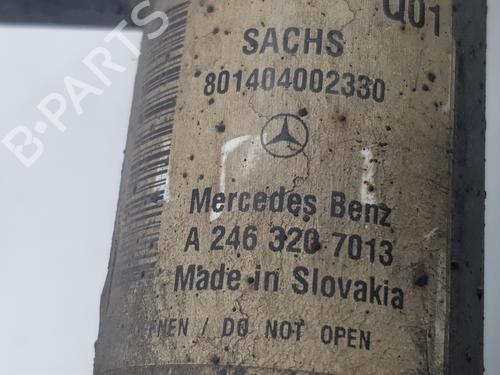 Q01
SACHS
801404002330
Mercedes Benz
A 246 320 7013
Made in Slovakia
/ DO NOT OPEN
B-PARTS